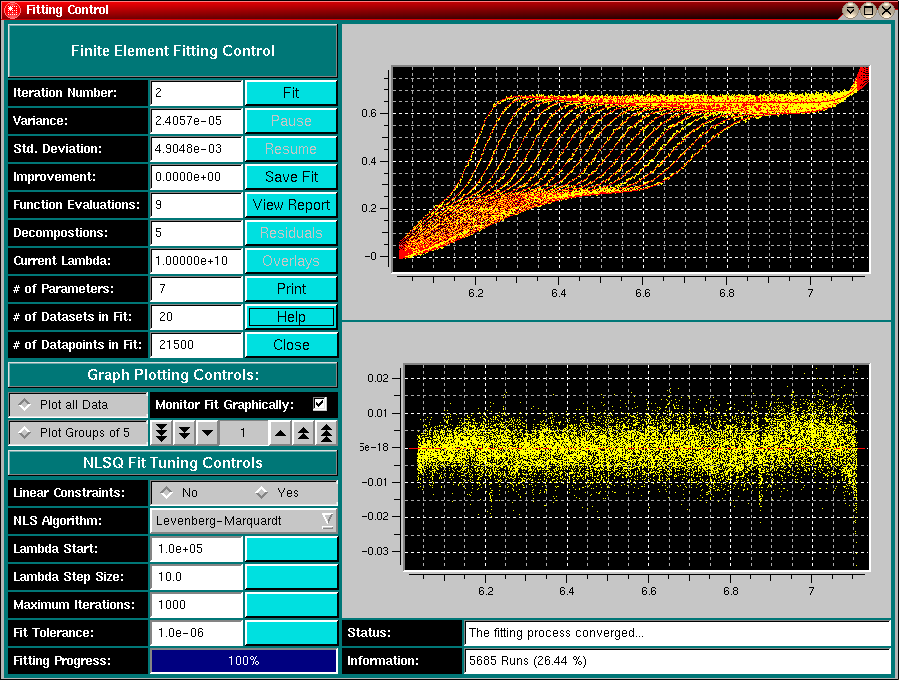 Fitting Control
Finite Element Fitting Control
Iteration Number: 2 Fit
Variance: 2.4057e-05 Pause
Std. Deviation: 4.9048e-03 Resume
Improvement: 0.0000e+00 Save Fit
Function Evaluations: 9 View Report
Decompostions: 5 Residuals
Current Lambda: 1.00000e+10 Overlays
# of Parameters: 7 Print
# of Datasets in Fit: 20 Help
# of Datapoints in Fit: 21500 Close
Graph Plotting Controls:
Plot all Data Monitor Fit Graphically:
Plot Groups of 5 1
NLSQ Fit Tuning Controls
Linear Constraints: No Yes
NLS Algorithm: Levenberg-Marquardt
Lambda Start: 1.0e+05
Lambda Step Size: 10.0
Maximum Iterations: 1000
Fit Tolerance: 1.0e-06
Fitting Progress: 100%
0.6
0.4
0.2
-0
6.2 6.4 6.6 6.8 7
0.02
0.01
5e-18
-0.01
-0.02
-0.03
6.2 6.4 6.6 6.8 7
Status: The fitting process converged...
Information: 5685 Runs (26.44 %)